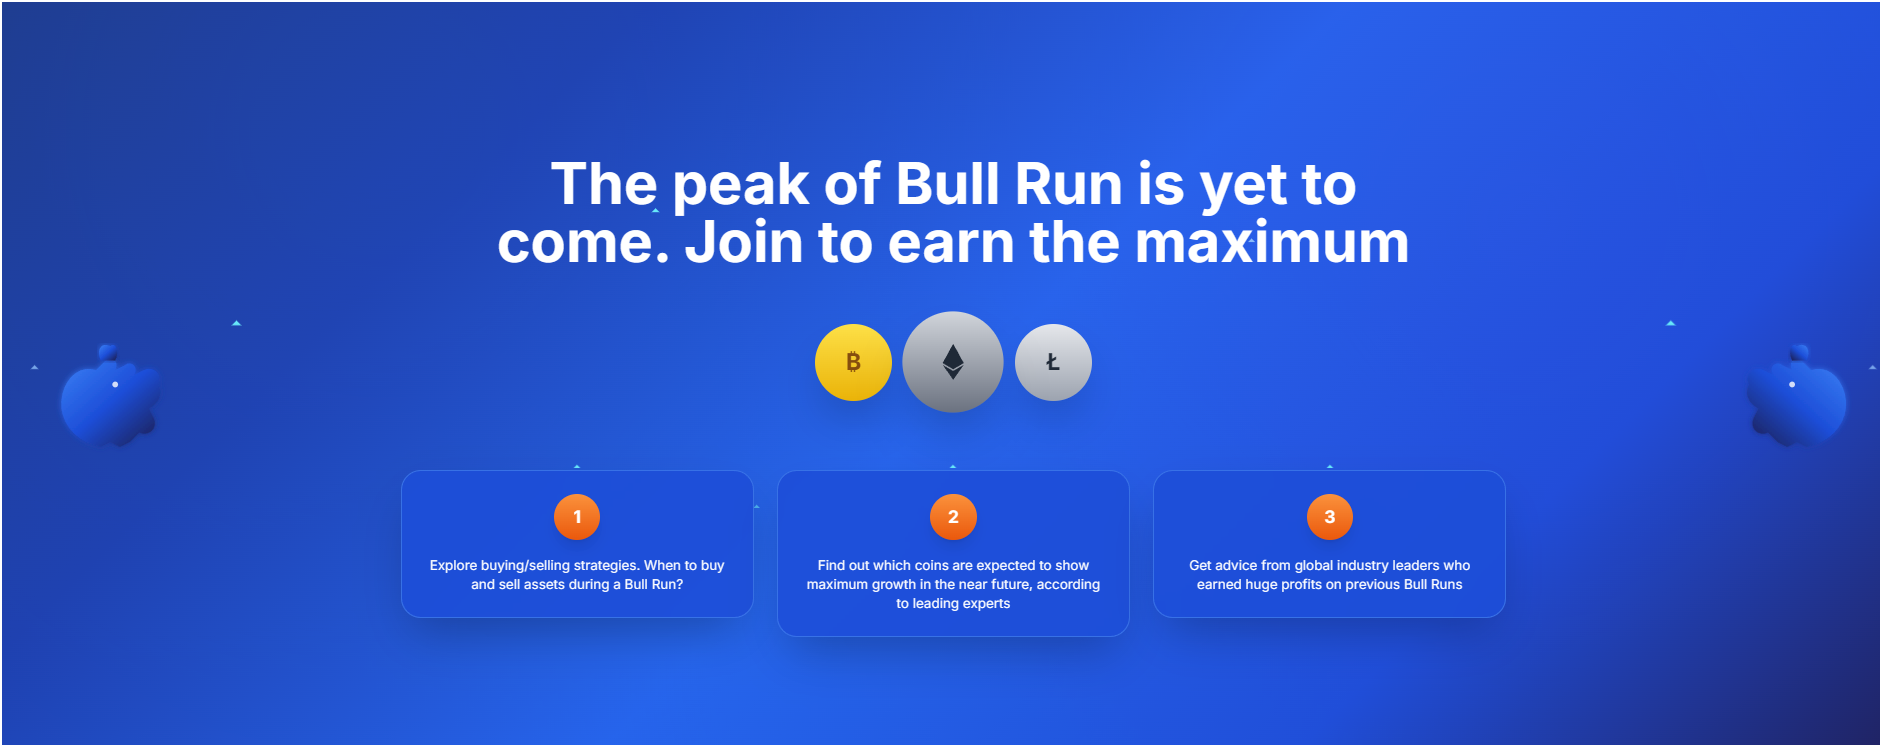 The peak of Bull Run is yet to
come. Join to earn the maximum
₿
Ł
1
Explore buying/selling strategies. When to buy
and sell assets during a Bull Run?
2
Find out which coins are expected to show
maximum growth in the near future, according
to leading experts
3
Get advice from global industry leaders who
earned huge profits on previous Bull Runs